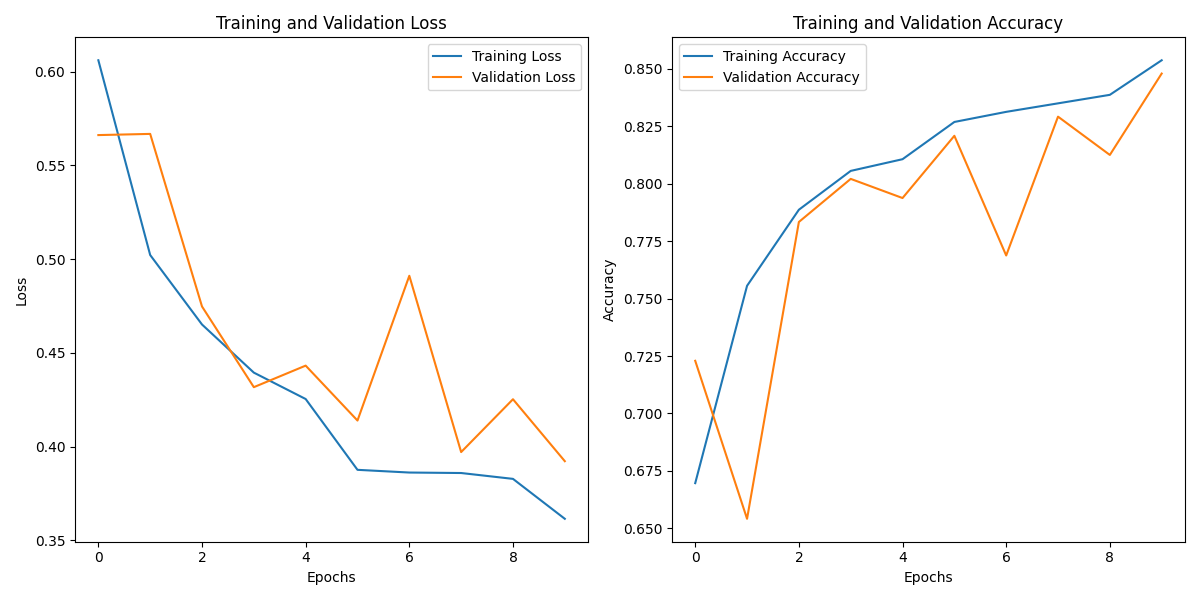 Training and Validation Loss
Training Loss
Validation Loss
0.60
0.55
0.50
0.45
0.40
0.35
Loss
0 2 4 6 8
Epochs
Training and Validation Accuracy
Training Accuracy
Validation Accuracy
0.850
0.825
0.800
0.775
0.750
0.725
0.700
0.675
0.650
Accuracy
0 2 4 6 8
Epochs